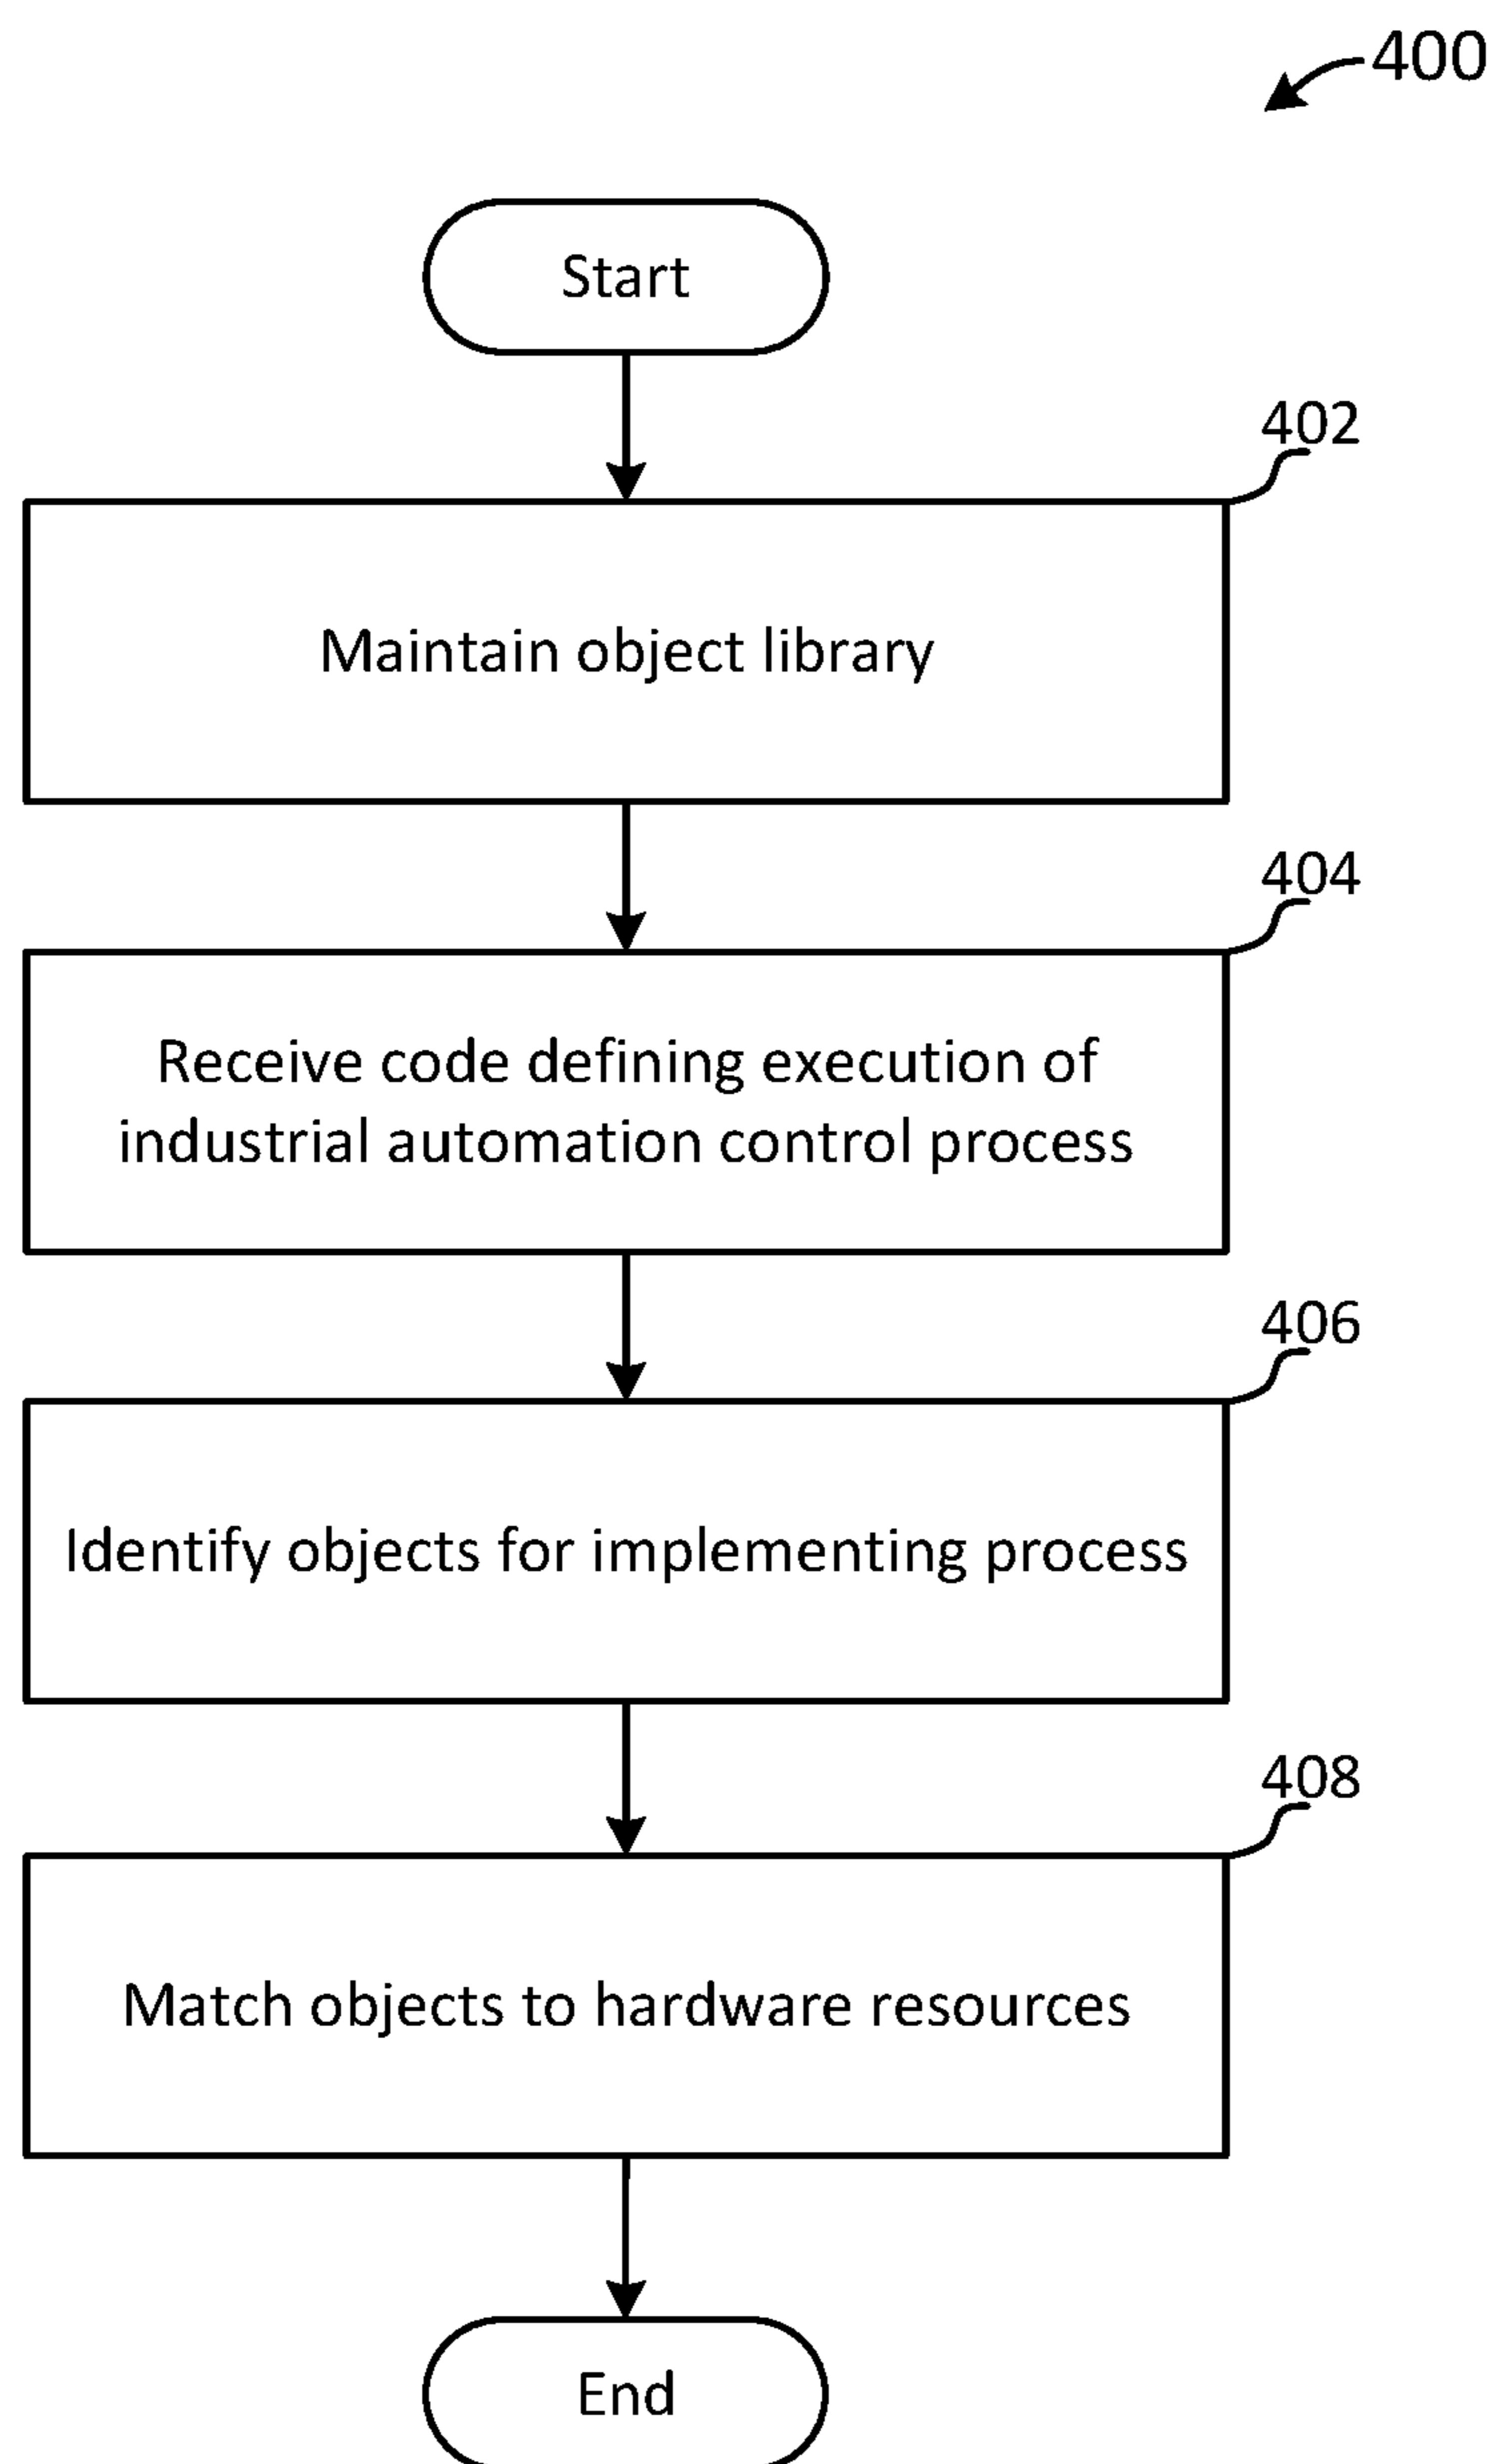 400
Start
402
Maintain object library
404
Receive code defining execution of
industrial automation control process
406
Identify objects for implementing process
408
Match objects to hardware resources
End